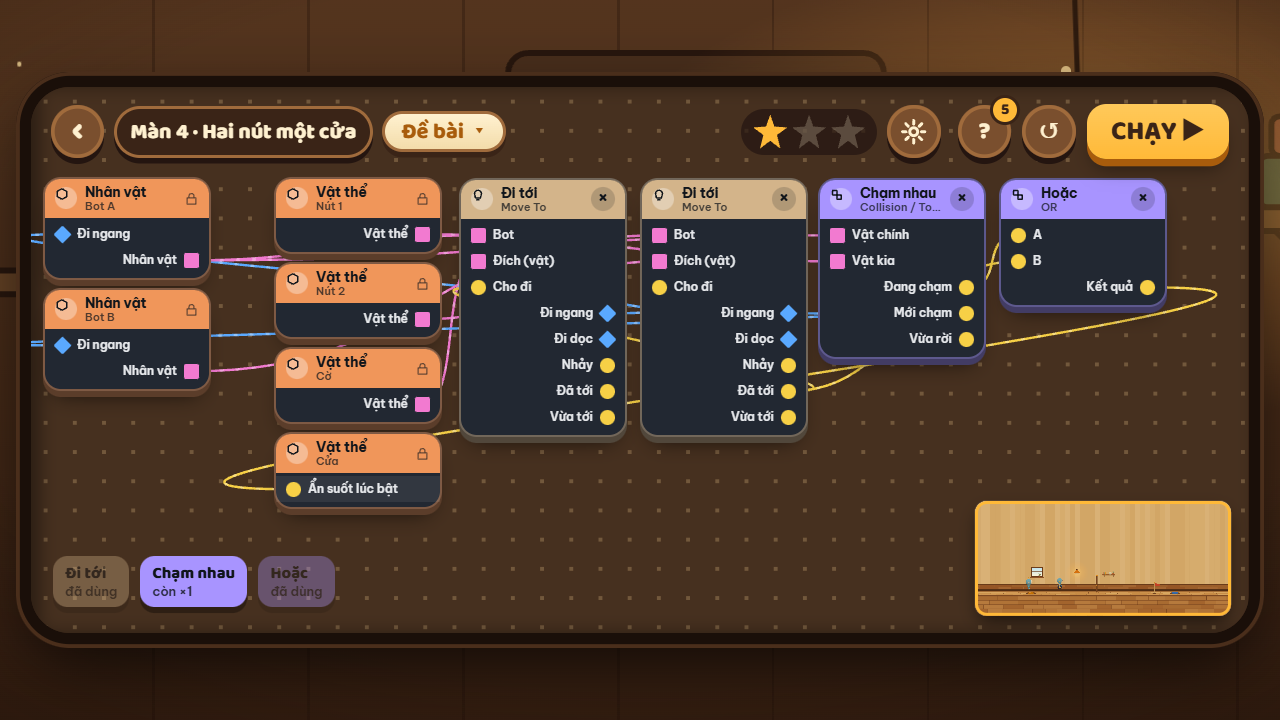 Màn 4 · Hai nút một cửa
Đề bài
5
?
CHẠY
Nhân vật
Bot A
Đi ngang
Nhân vật
Nhân vật
Bot B
Đi ngang
Nhân vật
Vật thể
Nút 1
Vật thể
Vật thể
Nút 2
Vật thể
Vật thể
Cờ
Vật thể
Vật thể
Cửa
Ẩn suốt lúc bật
Đi tới
Move To
Bot
Đích (vật)
Cho đi
Đi ngang
Đi dọc
Nhảy
Đã tới
Vừa tới
Đi tới
Move To
Bot
Đích (vật)
Cho đi
Đi ngang
Đi dọc
Nhảy
Đã tới
Vừa tới
Chạm nhau
Collision / To...
Vật chính
Vật kia
Đang chạm
Mới chạm
Vừa rời
Hoặc
OR
A
B
Kết quả
Đi tới
đã dùng
Chạm nhau
còn ×1
Hoặc
đã dùng